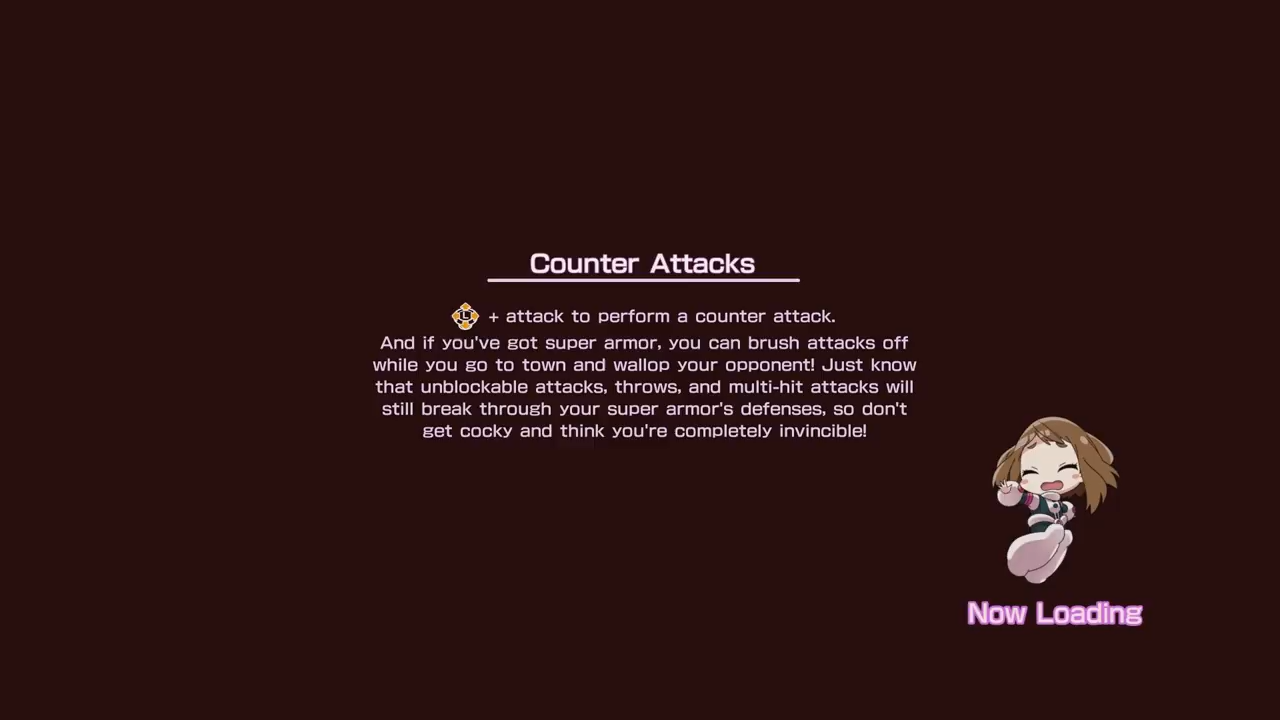 Counter Attacks
L + attack to perform a counter attack.
And if you've got super armor, you can brush attacks off
while you go to town and wallop your opponent! Just know
that unblockable attacks, throws, and multi-hit attacks will
still break through your super armor's defenses, so don't
get cocky and think you're completely invincible!
Now Loading